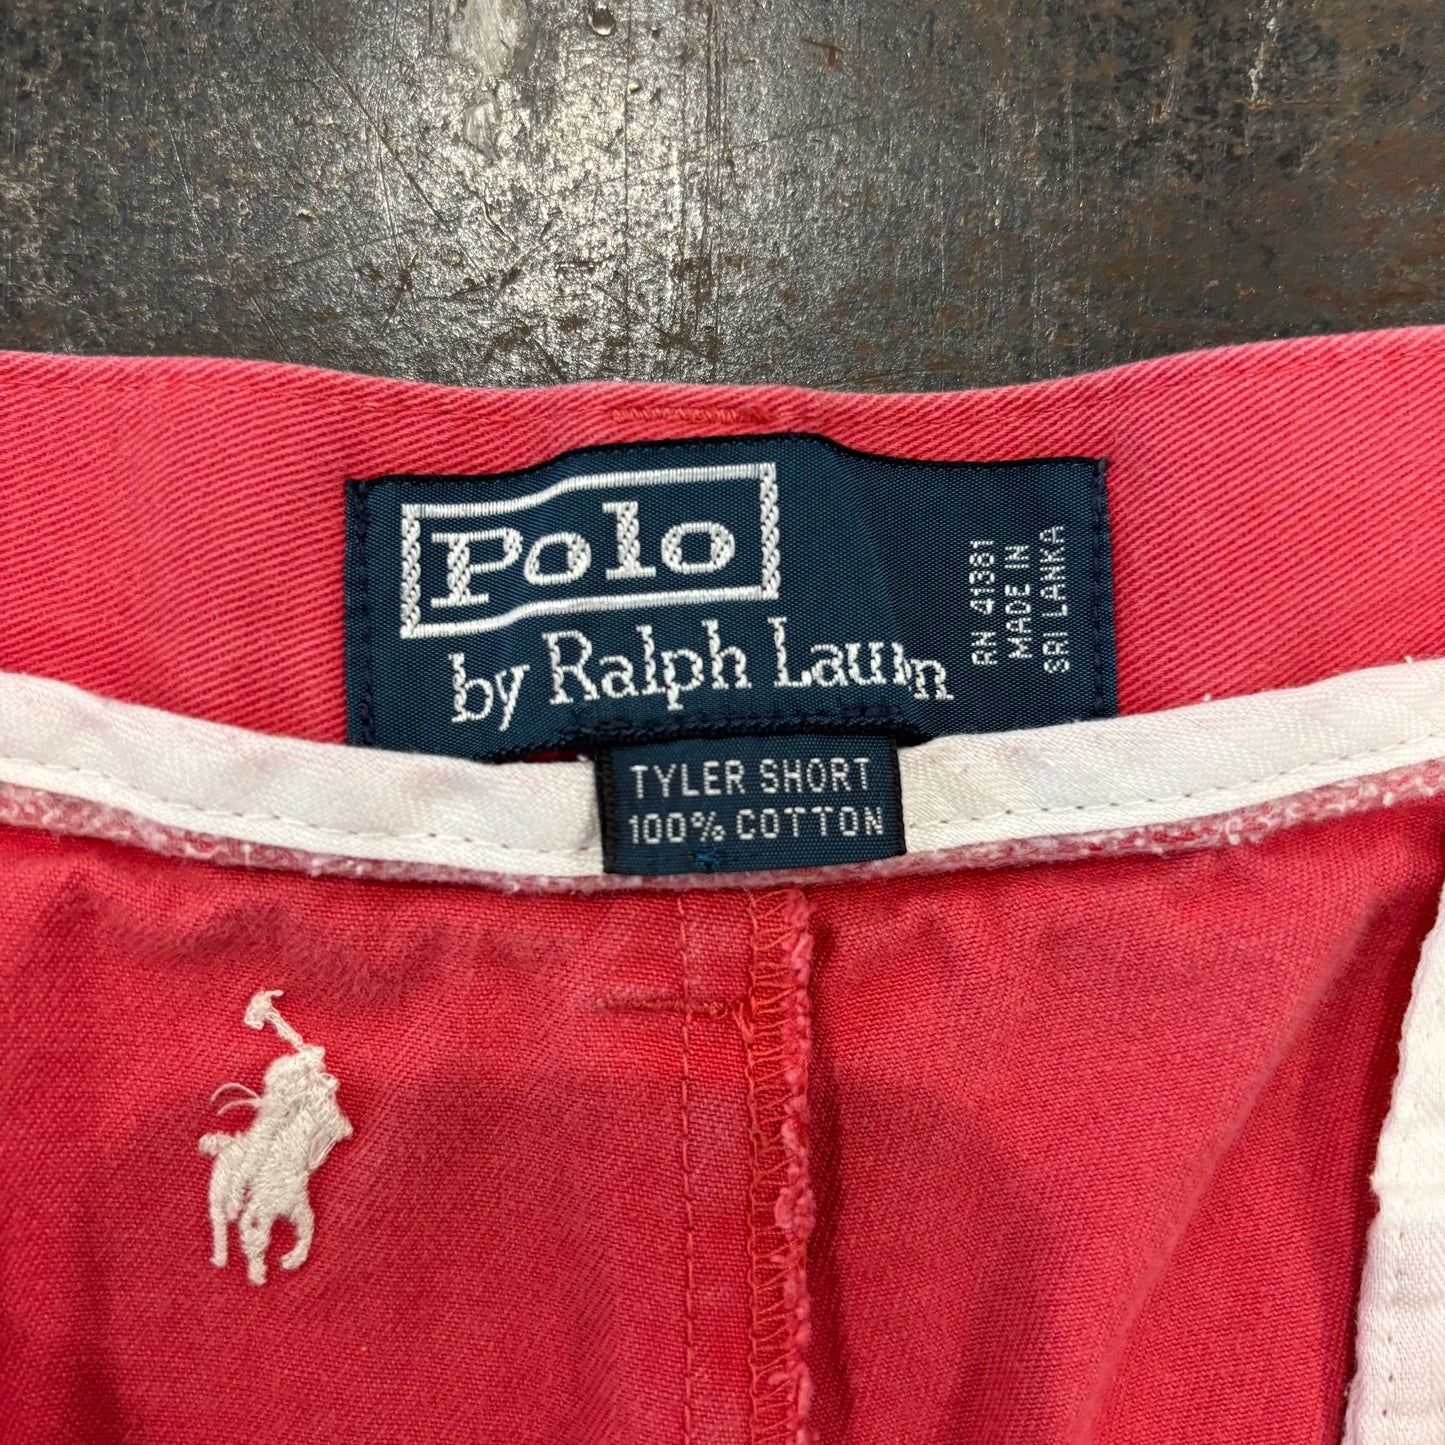 Polo
by Ralph Lauren
RN 41381
MADE IN
SRI LANKA
TYLER SHORT
100% COTTON